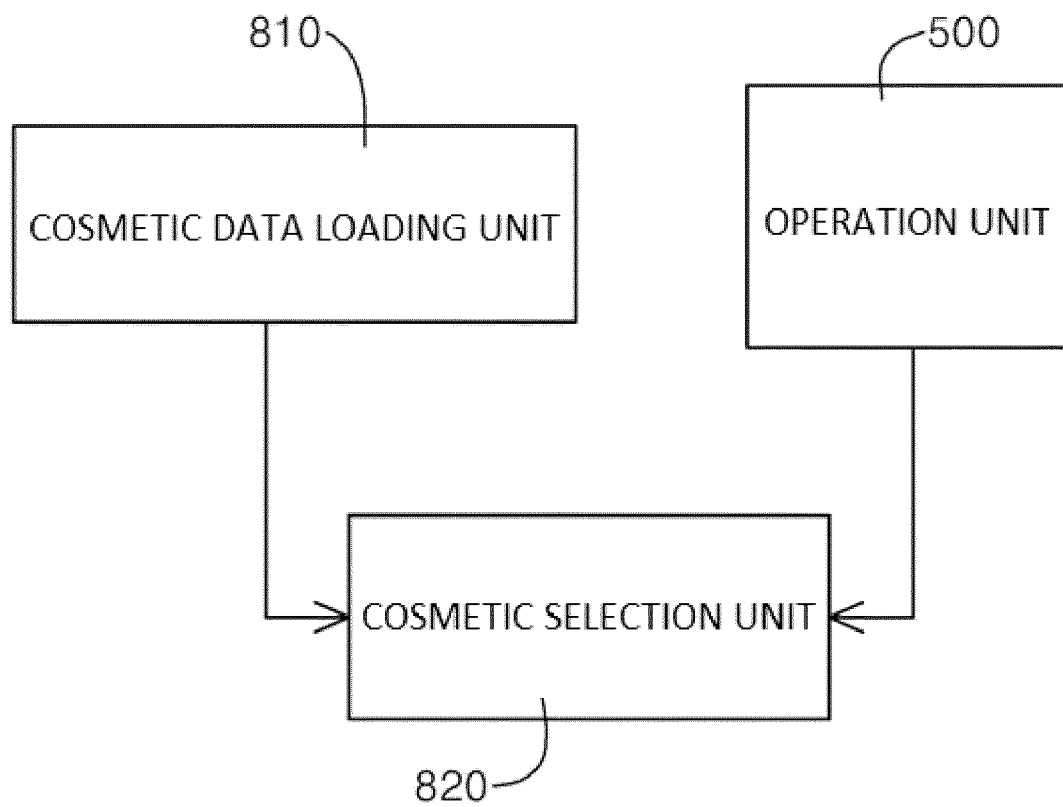 810
500
COSMETIC DATA LOADING UNIT
OPERATION UNIT
COSMETIC SELECTION UNIT
820